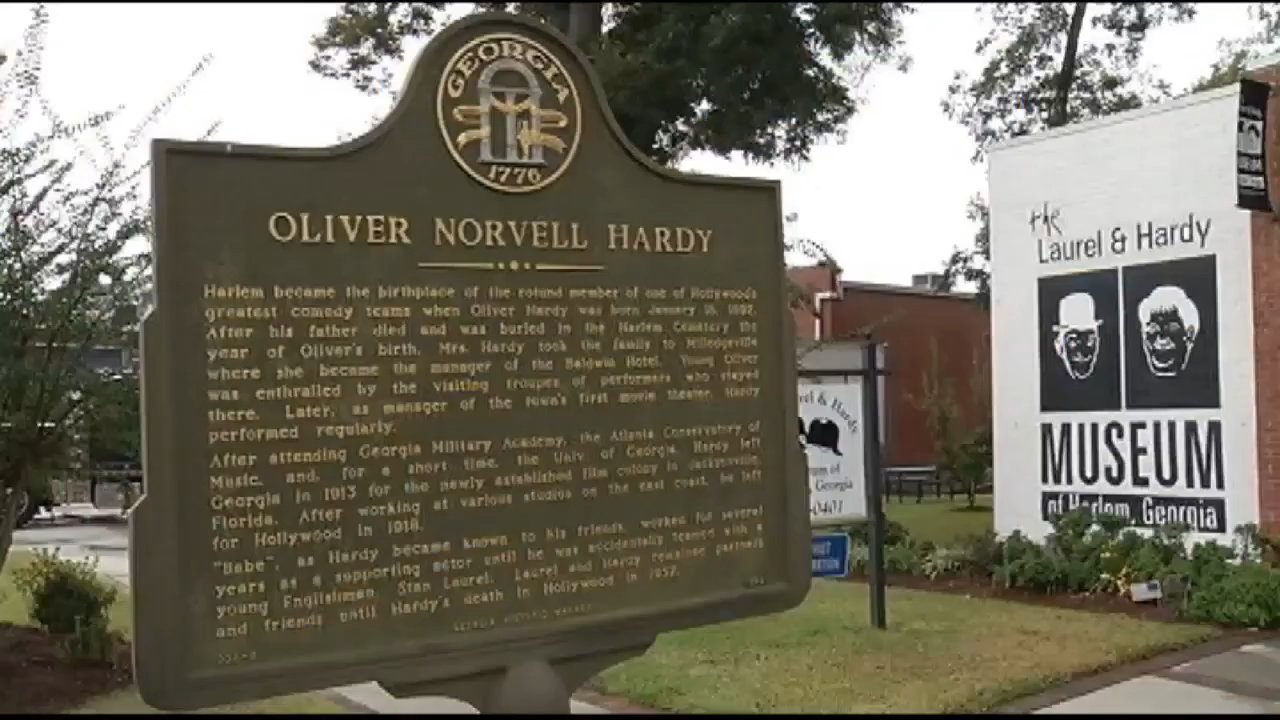 GEORGIA
1776
OLIVER NORVELL HARDY
Harlem became the birthplace of the rotund member of one of Hollywood's
greatest comedy teams when Oliver Hardy was born January 18, 1892.
After his father died and was buried in the Harlem Cemetery the
year of Oliver's birth, Mrs. Hardy took the family to Milledgeville
where she became the manager of the Baldwin Hotel. Young Oliver
was enthralled by the visiting troupes of performers who stayed
there. Later, as manager of the town's first movie theater, Hardy
performed regularly.
After attending Georgia Military Academy, the Atlanta Conservatory of
Music, and, for a short time, the Univ. of Georgia, Hardy left
Georgia in 1913 for the newly established film colony in Jacksonville,
Florida. After working at various studios on the east coast, he left
for Hollywood in 1918.
"Babe", as Hardy became known to his friends, worked for several
years as a supporting actor until he was accidentally teamed with a
young Englishman, Stan Laurel. Laurel and Hardy remained partners
and friends until Hardy's death in Hollywood in 1957.
GEORGIA HISTORIC MARKER
the
Laurel & Hardy
MUSEUM
of Harlem, Georgia
rel & Hardy
um of
Georgia
-0401